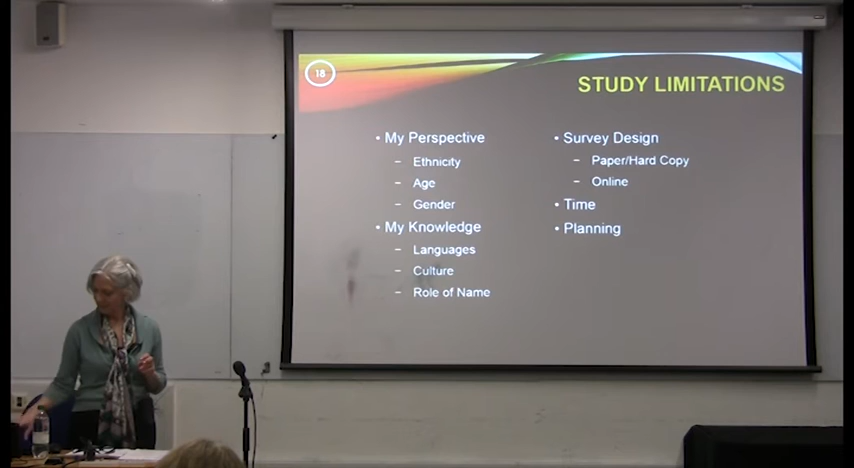 18
STUDY LIMITATIONS
• My Perspective
– Ethnicity
– Age
– Gender
• My Knowledge
– Languages
– Culture
– Role of Name
• Survey Design
– Paper/Hard Copy
– Online
• Time
• Planning